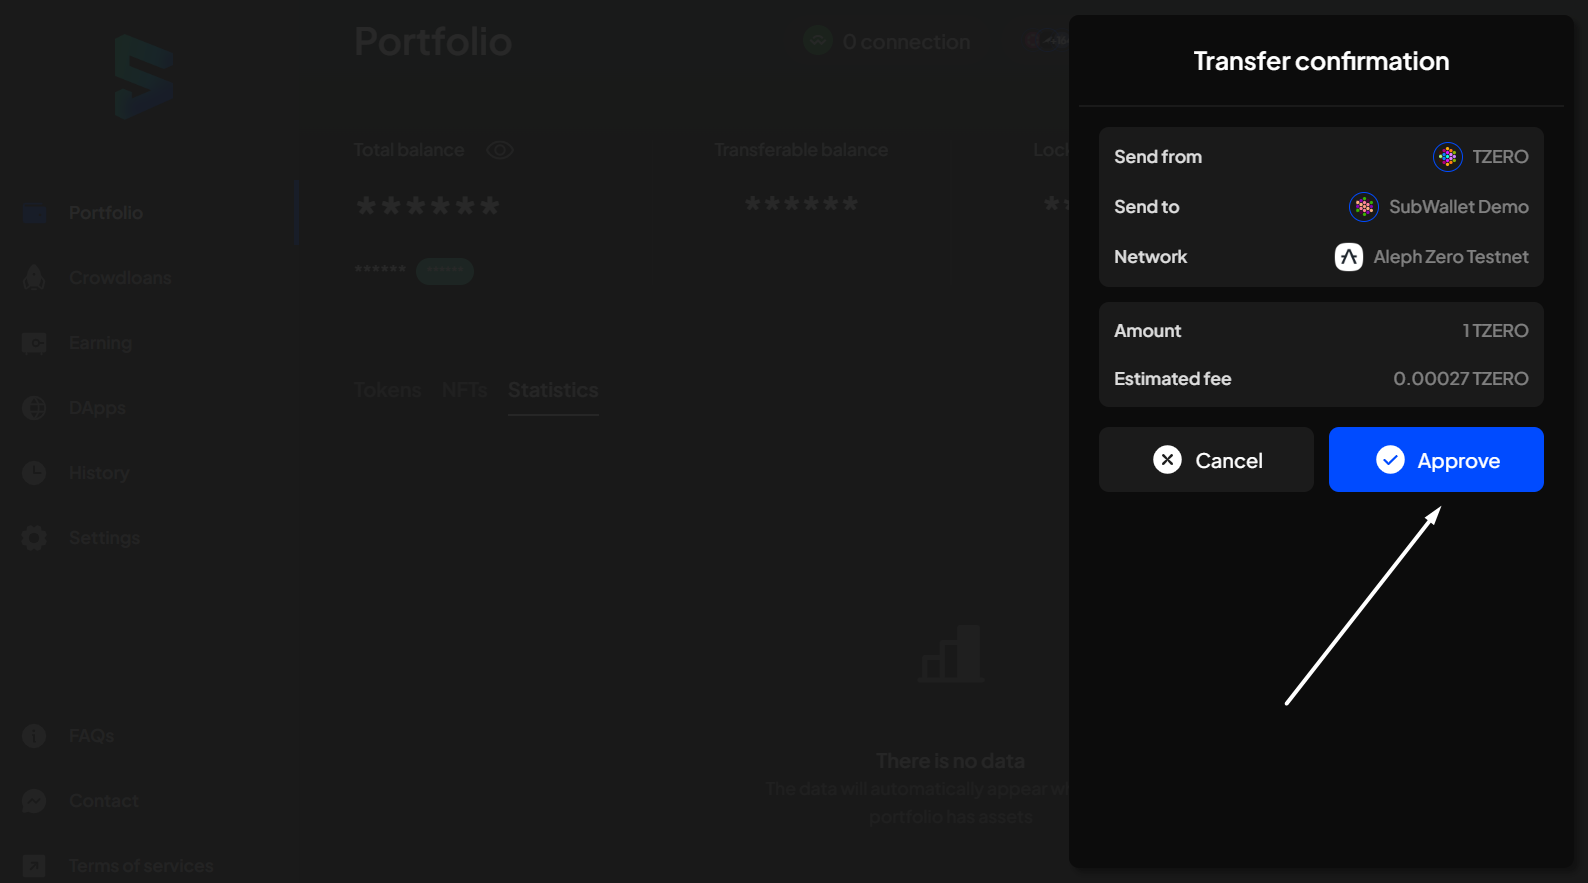 Portfolio
0 connection
Total balance
Transferable balance
Lock
******
******
**
******
******
Portfolio
Crowdloans
Earning
DApps
History
Settings
FAQs
Contact
Terms of services
Tokens NFTs Statistics
There is no data
The data will automatically appear wi
portfolio has assets
Transfer confirmation
Send from TZERO
Send to SubWallet Demo
Network Aleph Zero Testnet
Amount 1 TZERO
Estimated fee 0.00027 TZERO
Cancel
Approve